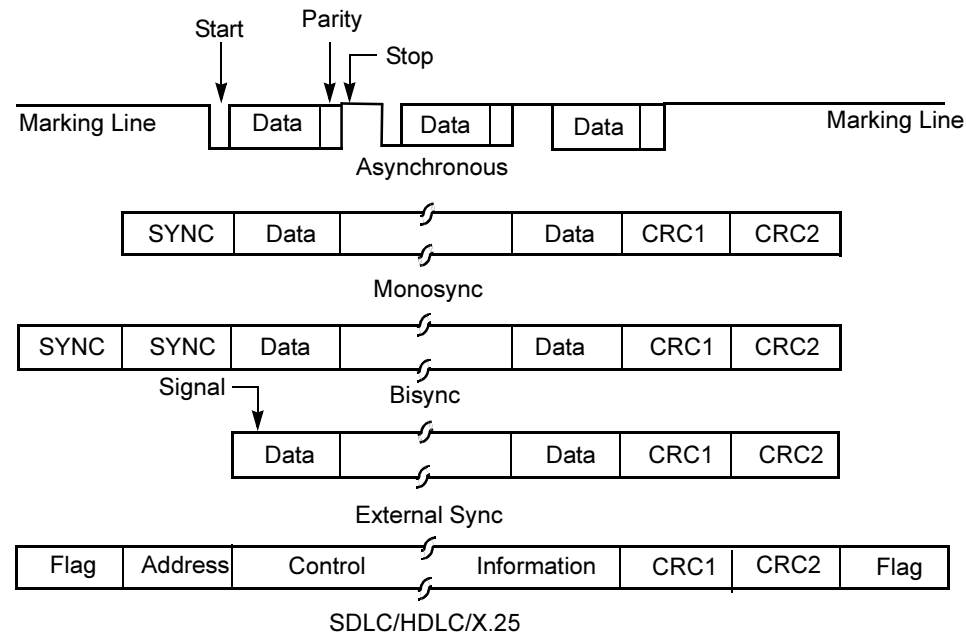 Start
Parity
Stop
Marking Line
Data
Data
Data
Marking Line
Asynchronous
SYNC Data Data CRC1 CRC2
Monosync
SYNC SYNC Data Data CRC1 CRC2
Signal
Bisync
Data Data CRC1 CRC2
External Sync
Flag Address Control Information CRC1 CRC2 Flag
SDLC/HDLC/X.25